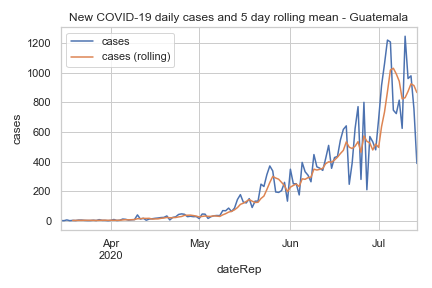 New COVID-19 daily cases and 5 day rolling mean - Guatemala
cases
cases (rolling)
1200
1000
800
600
400
200
0
cases
Apr
2020
May
Jun
Jul
dateRep